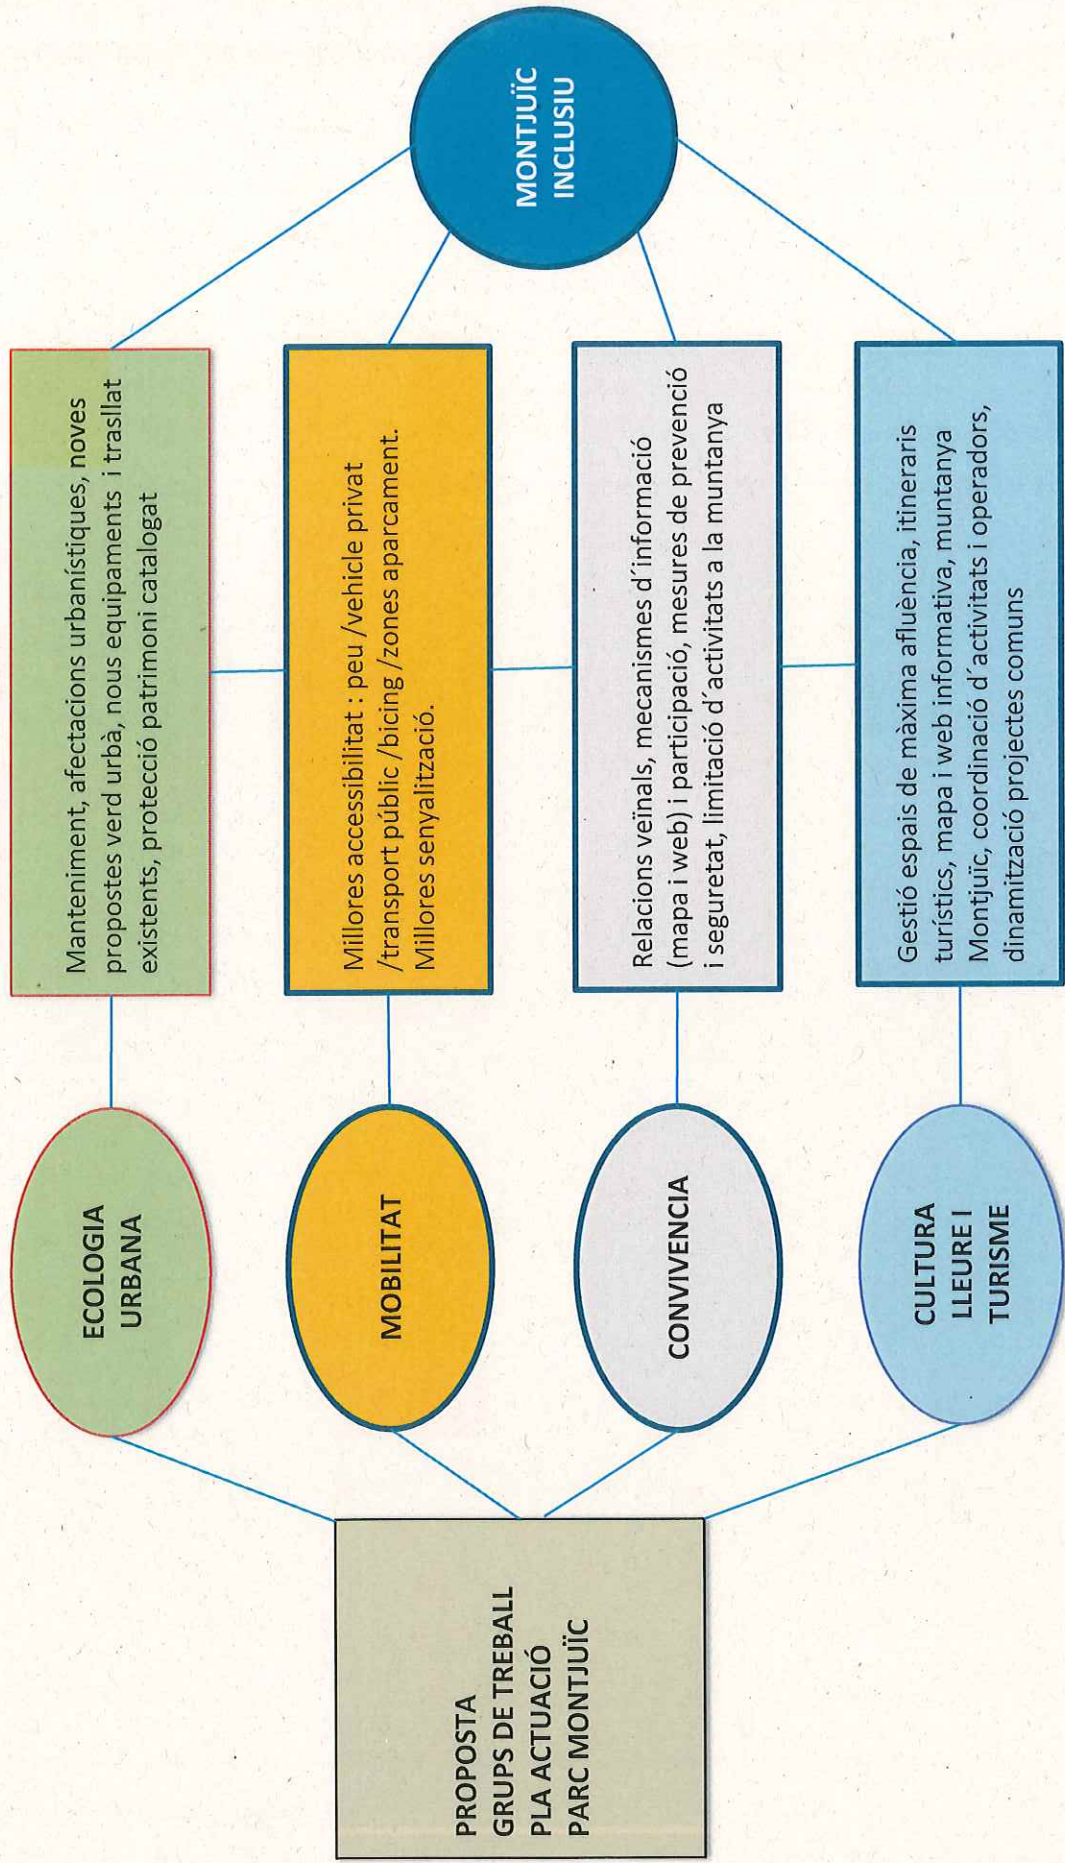 PROPOSTA
GRUPS DE TREBALL
PLA ACTUACIÓ
PARC MONTJUÏC
ECOLOGIA
URBANA
Manteniment, afectacions urbanístiques, noves
propostes verd urbà, nous equipaments i trasllat
existents, protecció patrimoni catalogat
MOBILITAT
Millores accessibilitat : peu /vehicle privat
/transport públic /bicing /zones aparcament.
Millores senyalització.
CONVIVENCIA
Relacions veïnals, mecanismes d´informació
(mapa i web) i participació, mesures de prevenció
i seguretat, limitació d´activitats a la muntanya
CULTURA
LLEURE I
TURISME
Gestió espais de màxima afluència, itineraris
turístics, mapa i web informativa, muntanya
Montjuïc, coordinació d´activitats i operadors,
dinamització projectes comuns
MONTJUÏC
INCLUSIU